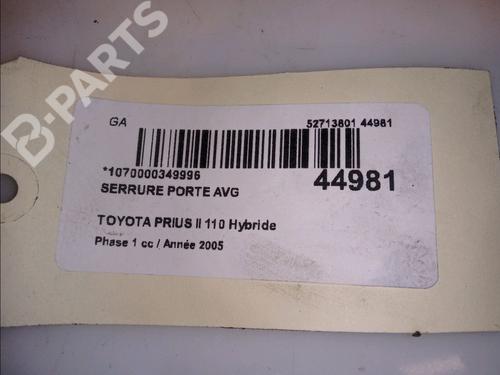 B-PARTS
GA
52713801 44981
*1070000349996
44981
SERRURE PORTE AVG
TOYOTA PRIUS II 110 Hybride
Phase 1 cc / Année 2005